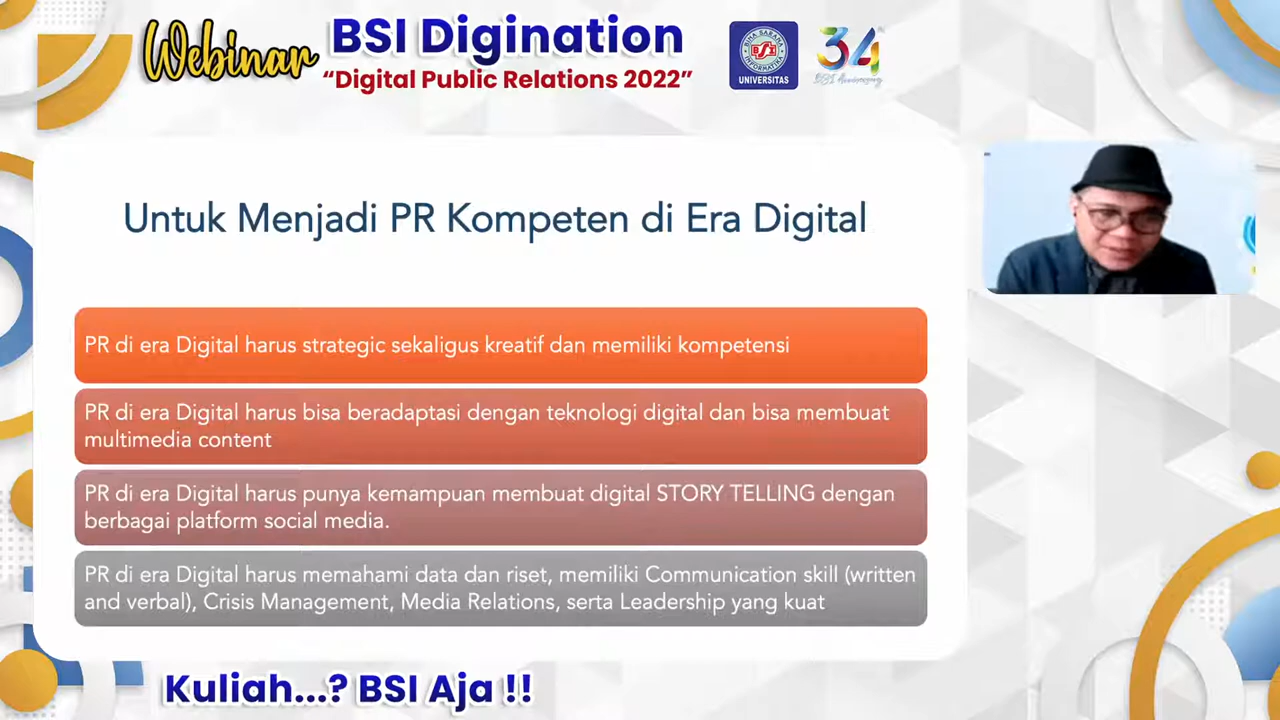 Webinar
BSI Digination
“Digital Public Relations 2022”
BSI
UNIVERSITAS
34
BSI Anniversary
Untuk Menjadi PR Kompeten di Era Digital
PR di era Digital harus strategic sekaligus kreatif dan memiliki kompetensi
PR di era Digital harus bisa beradaptasi dengan teknologi digital dan bisa membuat
multimedia content
PR di era Digital harus punya kemampuan membuat digital STORY TELLING dengan
berbagai platform social media.
PR di era Digital harus memahami data dan riset, memiliki Communication skill (written
and verbal), Crisis Management, Media Relations, serta Leadership yang kuat
Kuliah...? BSI Aja !!